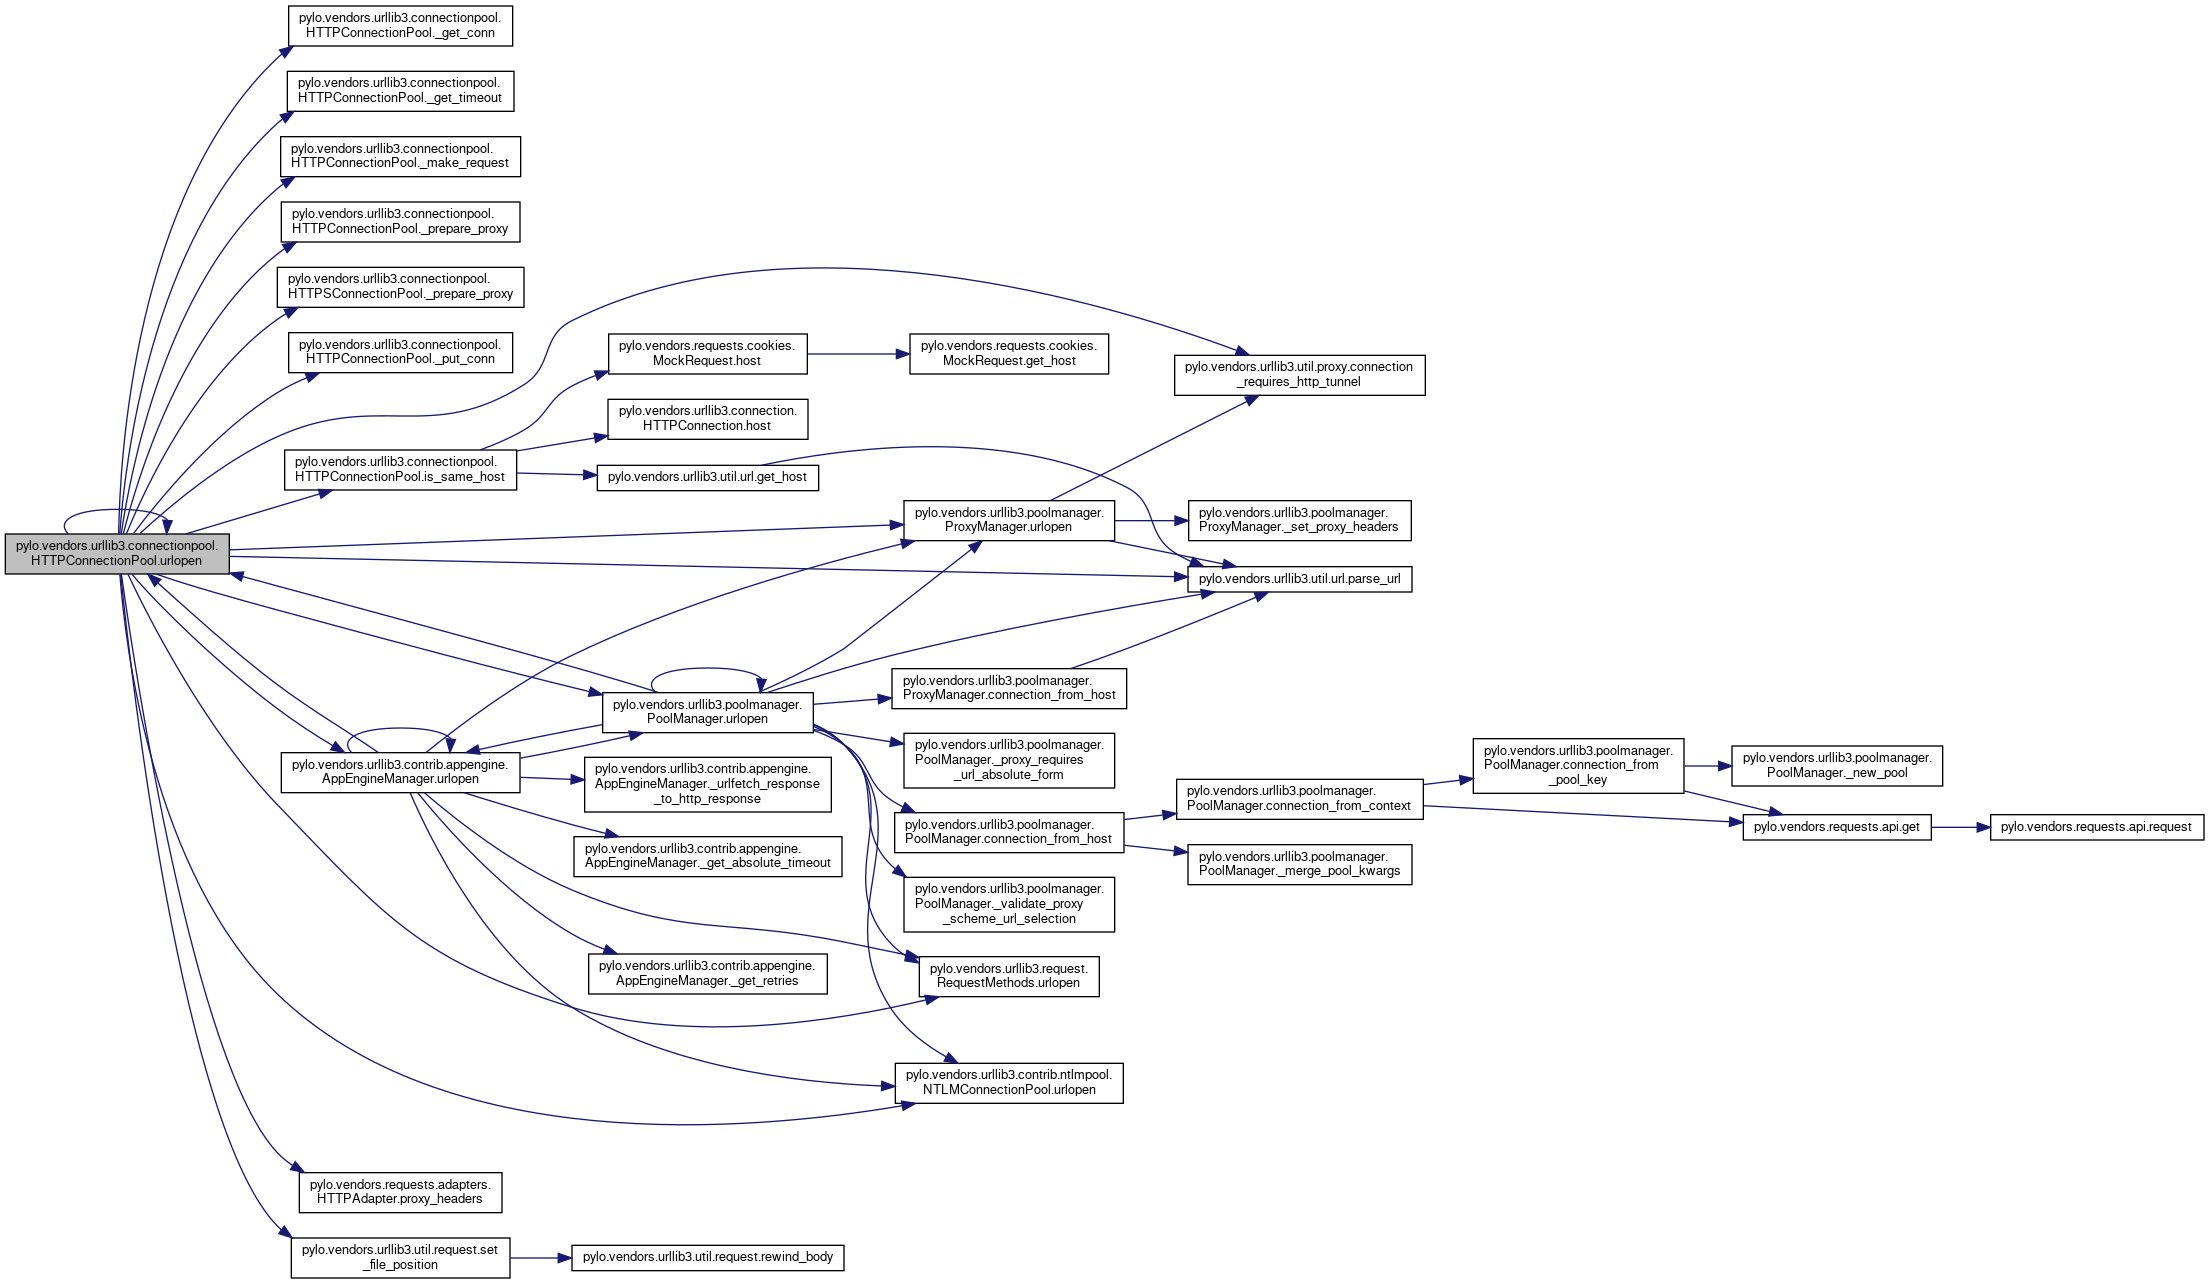 pylo.vendors.urllib3.connectionpool.
HTTPConnectionPool._get_conn
pylo.vendors.urllib3.connectionpool.
HTTPConnectionPool._get_timeout
pylo.vendors.urllib3.connectionpool.
HTTPConnectionPool._make_request
pylo.vendors.urllib3.connectionpool.
HTTPConnectionPool._prepare_proxy
pylo.vendors.urllib3.connectionpool.
HTTPSConnectionPool._prepare_proxy
pylo.vendors.urllib3.connectionpool.
HTTPConnectionPool._put_conn
pylo.vendors.urllib3.connectionpool.
HTTPConnectionPool.is_same_host
pylo.vendors.urllib3.connectionpool.
HTTPConnectionPool.urlopen
pylo.vendors.urllib3.contrib.appengine.
AppEngineManager.urlopen
pylo.vendors.requests.adapters.
HTTPAdapter.proxy_headers
pylo.vendors.urllib3.util.request.set
_file_position
pylo.vendors.requests.cookies.
MockRequest.host
pylo.vendors.urllib3.connection.
HTTPConnection.host
pylo.vendors.urllib3.util.url.get_host
pylo.vendors.urllib3.poolmanager.
PoolManager.urlopen
pylo.vendors.urllib3.contrib.appengine.
AppEngineManager._urlfetch_response
_to_http_response
pylo.vendors.urllib3.contrib.appengine.
AppEngineManager._get_absolute_timeout
pylo.vendors.urllib3.contrib.appengine.
AppEngineManager._get_retries
pylo.vendors.urllib3.util.request.rewind_body
pylo.vendors.requests.cookies.
MockRequest.get_host
pylo.vendors.urllib3.poolmanager.
ProxyManager.urlopen
pylo.vendors.urllib3.poolmanager.
ProxyManager.connection_from_host
pylo.vendors.urllib3.poolmanager.
PoolManager._proxy_requires
_url_absolute_form
pylo.vendors.urllib3.poolmanager.
PoolManager.connection_from_host
pylo.vendors.urllib3.poolmanager.
PoolManager._validate_proxy
_scheme_url_selection
pylo.vendors.urllib3.request.
RequestMethods.urlopen
pylo.vendors.urllib3.contrib.ntlmpool.
NTLMConnectionPool.urlopen
pylo.vendors.urllib3.util.proxy.connection
_requires_http_tunnel
pylo.vendors.urllib3.poolmanager.
ProxyManager._set_proxy_headers
pylo.vendors.urllib3.util.url.parse_url
pylo.vendors.urllib3.poolmanager.
PoolManager.connection_from_context
pylo.vendors.urllib3.poolmanager.
PoolManager._merge_pool_kwargs
pylo.vendors.urllib3.poolmanager.
PoolManager.connection_from
_pool_key
pylo.vendors.urllib3.poolmanager.
PoolManager._new_pool
pylo.vendors.requests.api.get
pylo.vendors.requests.api.request